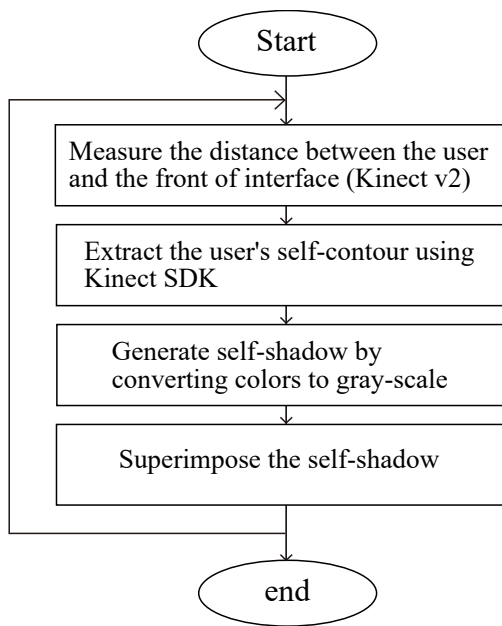 Start
Measure the distance between the user
and the front of interface (Kinect v2)
Extract the user's self-contour using
Kinect SDK
Generate self-shadow by
converting colors to gray-scale
Superimpose the self-shadow
end